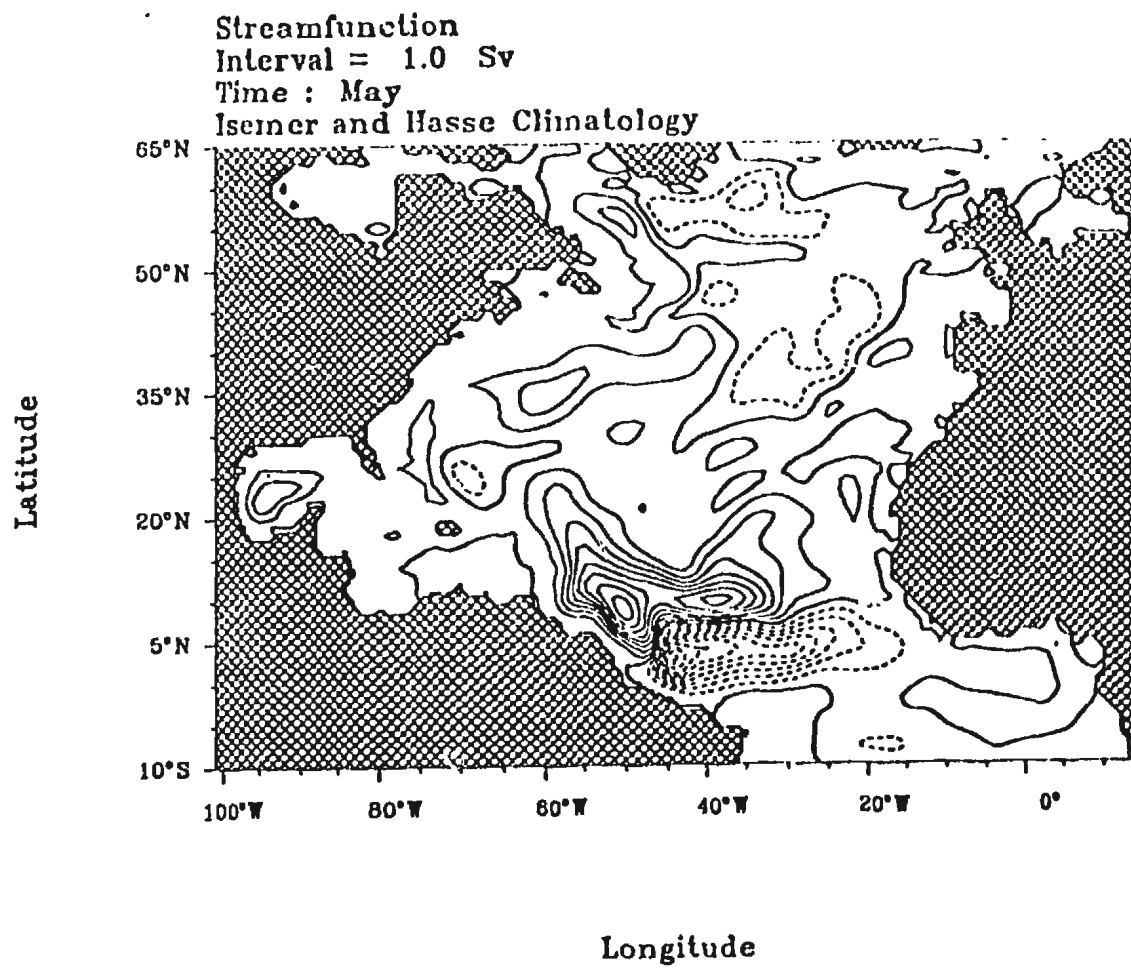 Streamfunction
Interval = 1.0 Sv
Time : May
Isemer and Hasse Climatology
65°N
50°N
35°N
20°N
5°N
10°S
Latitude
100°W
80°W
60°W
40°W
20°W
0°
Longitude